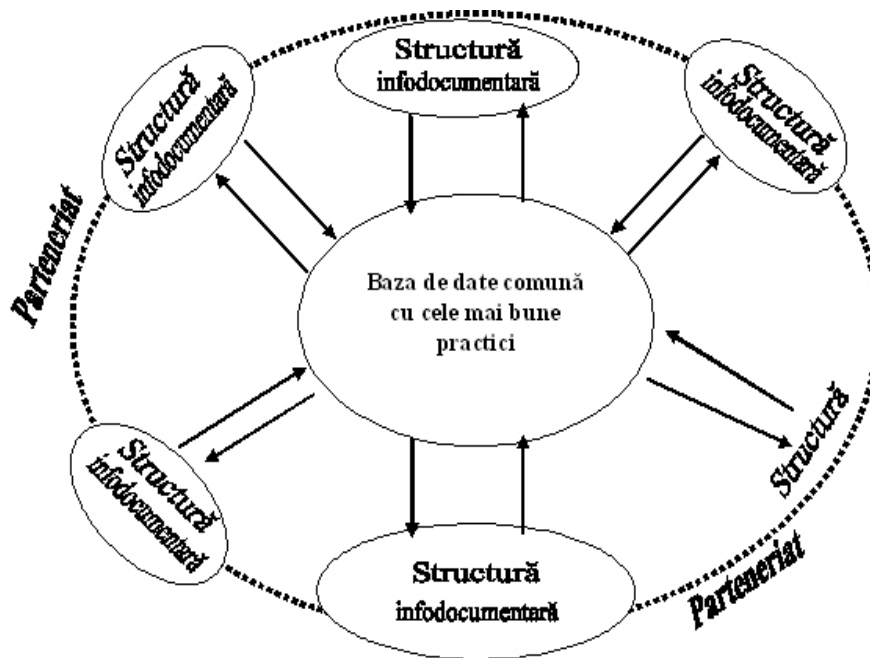 Structură
infodocumentară
Structură
infodocumentară
Structură
infodocumentară
Parteneriat
Baza de date comună
cu cele mai bune
practici
Structură
infodocumentară
Structură
Structură
infodocumentară
Parteneriat